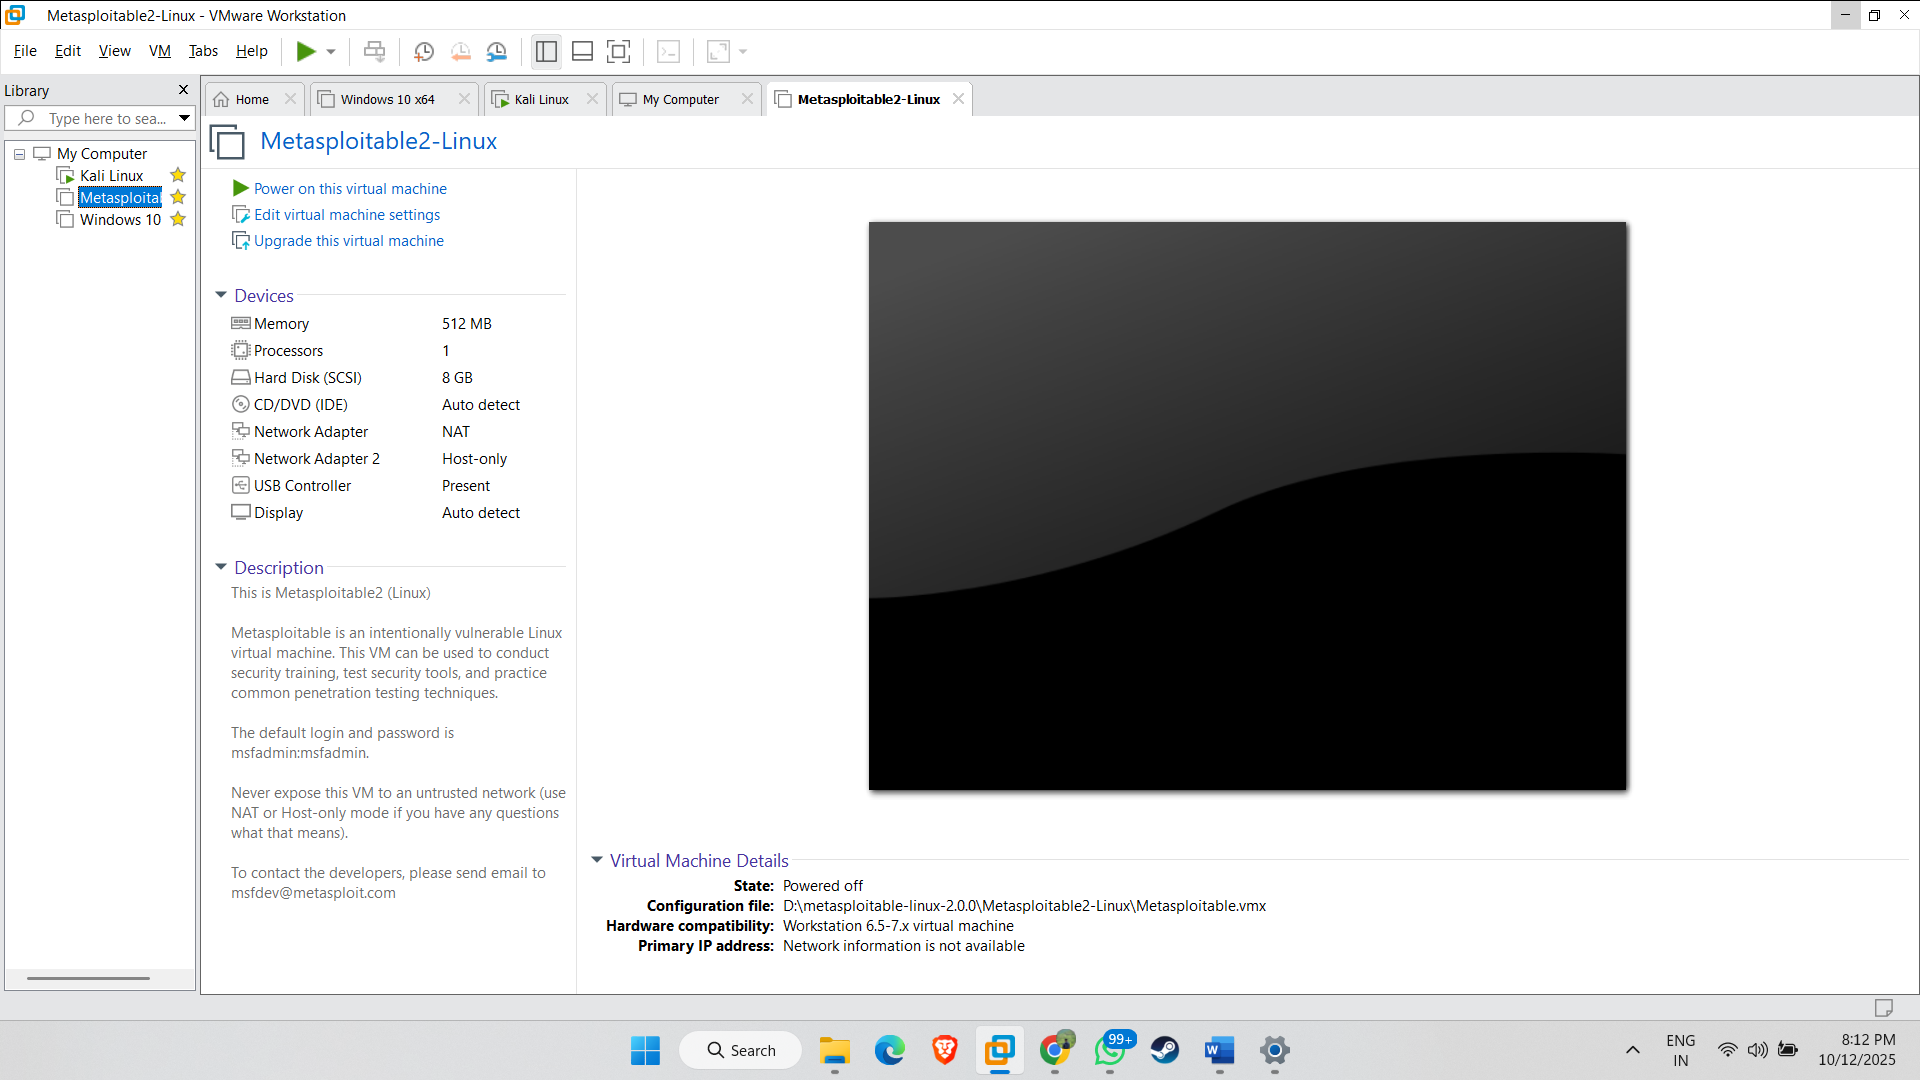 Metasploitable2-Linux - VMware Workstation
File Edit View VM Tabs Help
Library
Type here to sea...
My Computer
Kali Linux
Metasploital
Windows 10
Home
Windows 10 x64
Kali Linux
My Computer
Metasploitable2-Linux
Metasploitable2-Linux
Power on this virtual machine
Edit virtual machine settings
Upgrade this virtual machine
Devices
Memory 512 MB
Processors 1
Hard Disk (SCSI) 8 GB
CD/DVD (IDE) Auto detect
Network Adapter NAT
Network Adapter 2 Host-only
USB Controller Present
Display Auto detect
Description
This is Metasploitable2 (Linux)
Metasploitable is an intentionally vulnerable Linux
virtual machine. This VM can be used to conduct
security training, test security tools, and practice
common penetration testing techniques.
The default login and password is
msfadmin:msfadmin.
Never expose this VM to an untrusted network (use
NAT or Host-only mode if you have any questions
what that means).
To contact the developers, please send email to
msfdev@metasploit.com
Virtual Machine Details
State: Powered off
Configuration file: D:\metasploitable-linux-2.0.0\Metasploitable2-Linux\Metasploitable.vmx
Hardware compatibility: Workstation 6.5-7.x virtual machine
Primary IP address: Network information is not available
Search
99+
W
ENG
IN
8:12 PM
10/12/2025